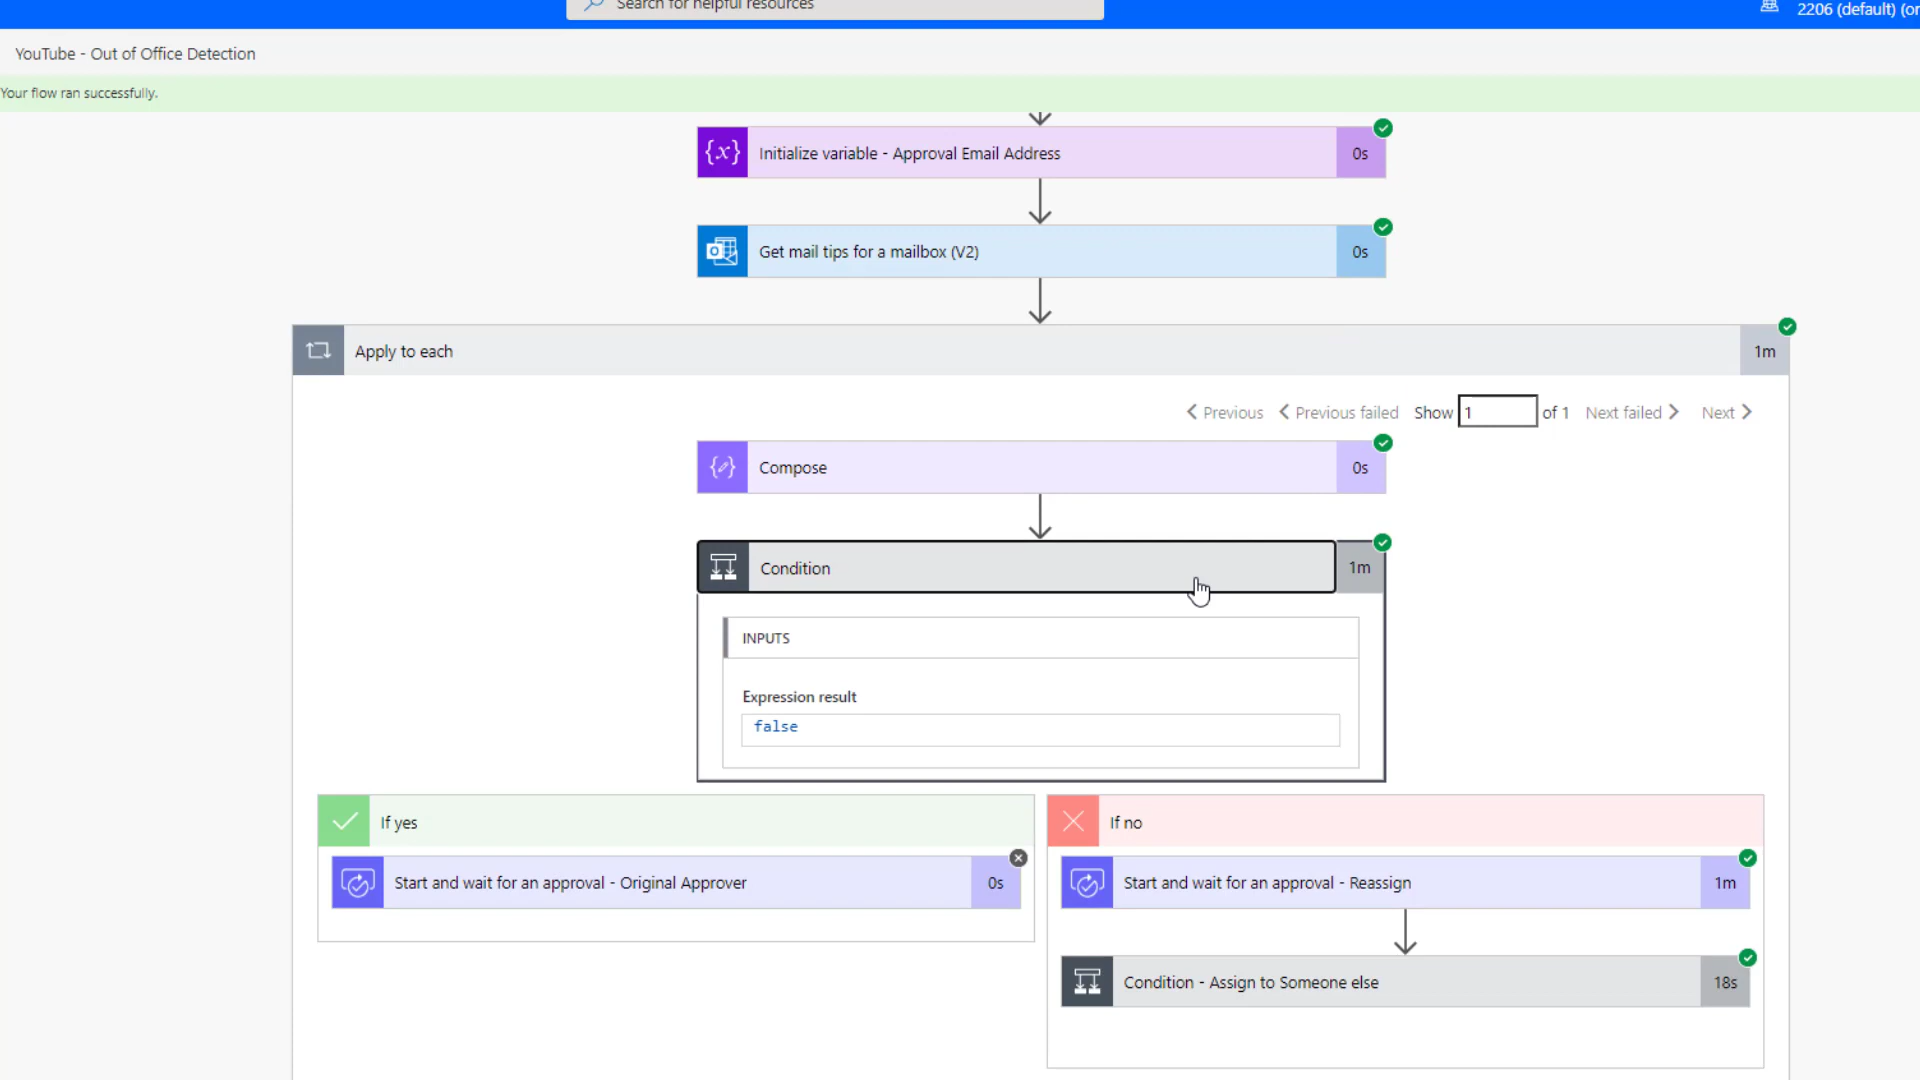 Search for helpful resources
2206 (default) (or
YouTube - Out of Office Detection
Your flow ran successfully.
{x} Initialize variable - Approval Email Address 0s
Get mail tips for a mailbox (V2) 0s
Apply to each 1m
Previous Previous failed Show 1 of 1 Next failed Next
Compose 0s
Condition 1m
INPUTS
Expression result
false
If yes
Start and wait for an approval - Original Approver 0s
If no
Start and wait for an approval - Reassign 1m
Condition - Assign to Someone else 18s